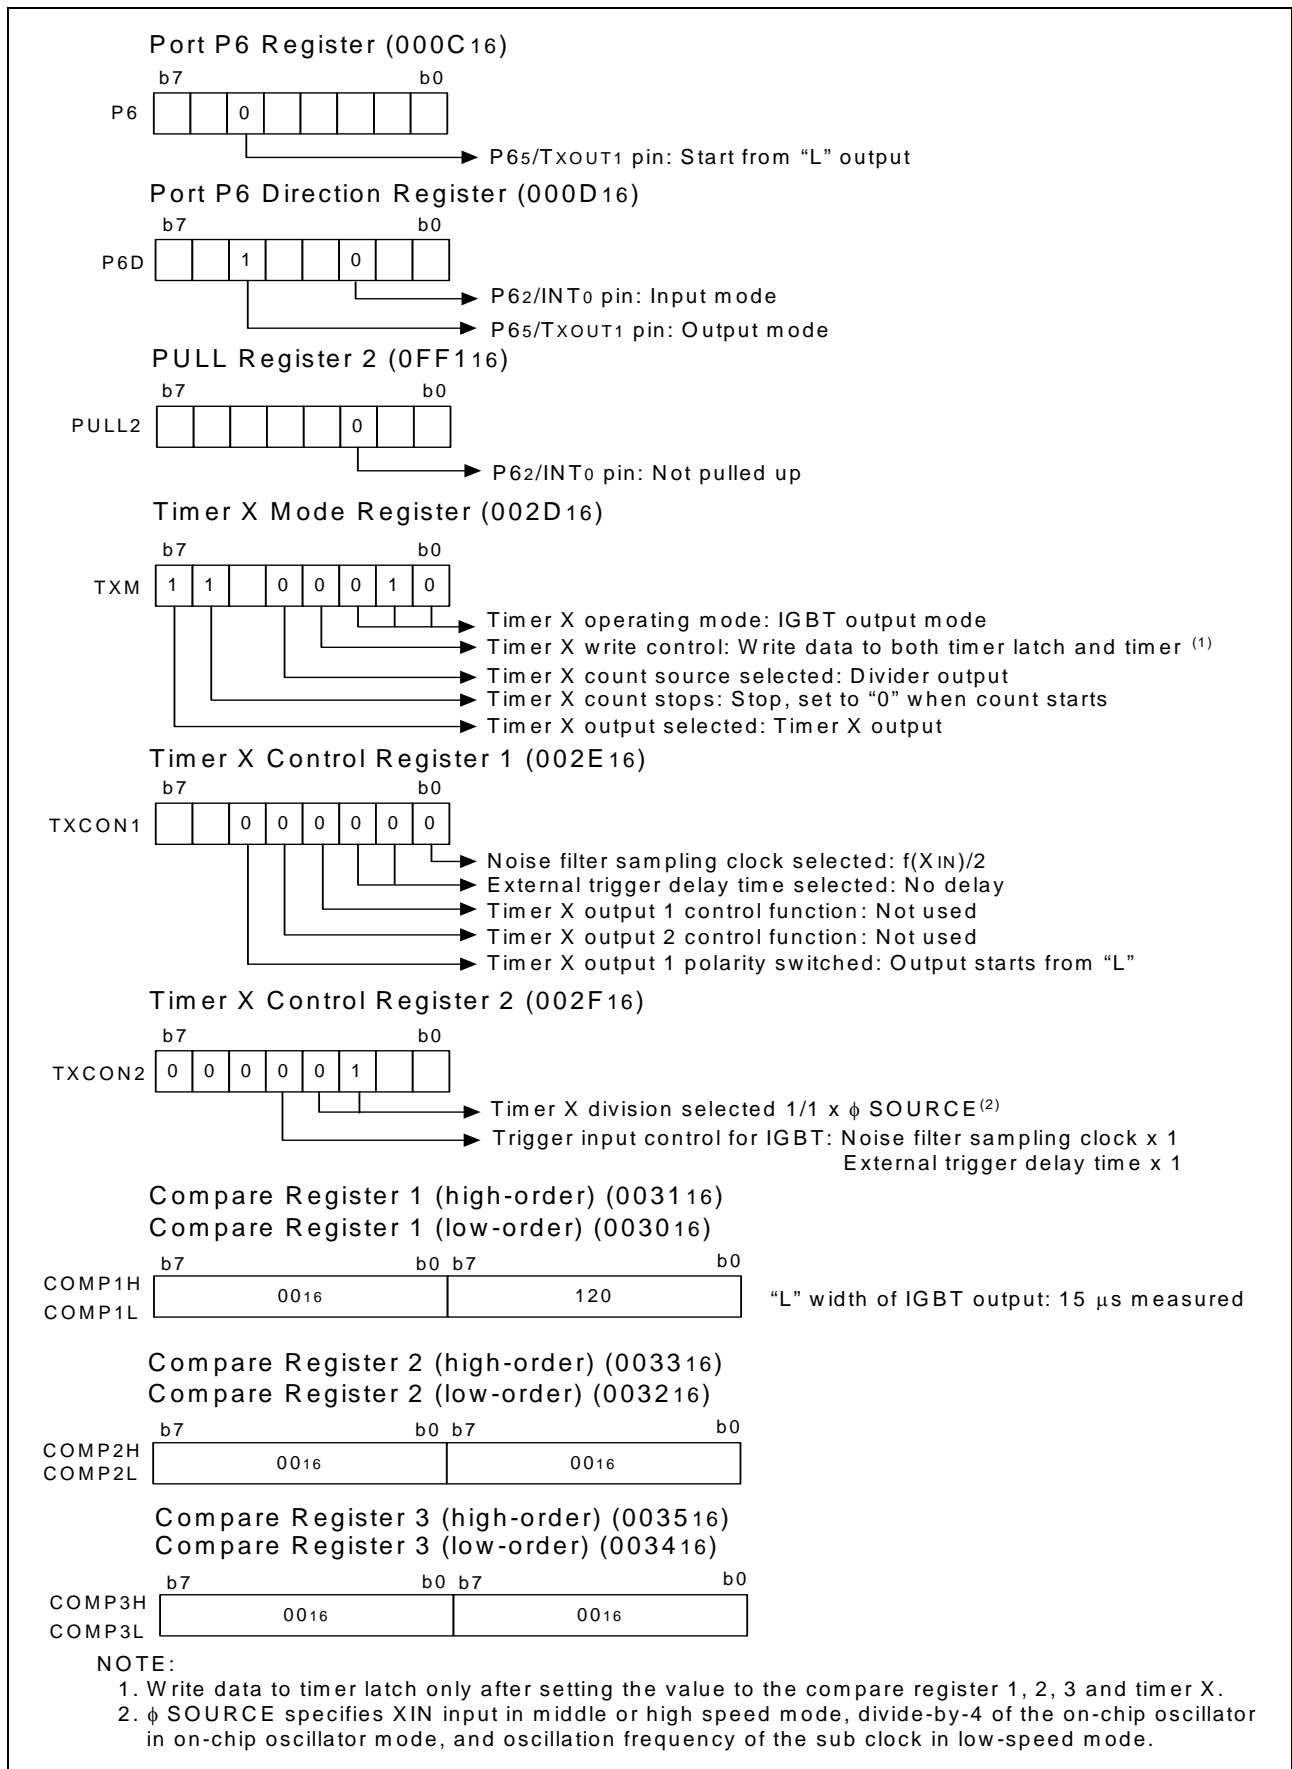 Port P6 Register (000C16)
b7 b0
P6 0
P65/TXOUT1 pin: Start from “L” output
Port P6 Direction Register (000D16)
b7 b0
P6D 1 0
P62/INT0 pin: Input mode
P65/TXOUT1 pin: Output mode
PULL Register 2 (0FF116)
b7 b0
PULL2 0
P62/INT0 pin: Not pulled up
Timer X Mode Register (002D16)
b7 b0
TXM 1 1 0 0 0 1 0
Timer X operating mode: IGBT output mode
Timer X write control: Write data to both timer latch and timer (1)
Timer X count source selected: Divider output
Timer X count stops: Stop, set to “0” when count starts
Timer X output selected: Timer X output
Timer X Control Register 1 (002E16)
b7 b0
TXCON1 0 0 0 0 0 0
Noise filter sampling clock selected: f(XIN)/2
External trigger delay time selected: No delay
Timer X output 1 control function: Not used
Timer X output 2 control function: Not used
Timer X output 1 polarity switched: Output starts from “L”
Timer X Control Register 2 (002F16)
b7 b0
TXCON2 0 0 0 0 0 1
Timer X division selected 1/1 x ϕ SOURCE(2)
Trigger input control for IGBT: Noise filter sampling clock x 1
External trigger delay time x 1
Compare Register 1 (high-order) (003116)
Compare Register 1 (low-order) (003016)
b7 b0 b7 b0
COMP1H
COMP1L
0016 120
“L” width of IGBT output: 15 µs measured
Compare Register 2 (high-order) (003316)
Compare Register 2 (low-order) (003216)
b7 b0 b7 b0
COMP2H
COMP2L
0016 0016
Compare Register 3 (high-order) (003516)
Compare Register 3 (low-order) (003416)
b7 b0 b7 b0
COMP3H
COMP3L
0016 0016
NOTE:
1. Write data to timer latch only after setting the value to the compare register 1, 2, 3 and timer X.
2. ϕ SOURCE specifies XIN input in middle or high speed mode, divide-by-4 of the on-chip oscillator
in on-chip oscillator mode, and oscillation frequency of the sub clock in low-speed mode.